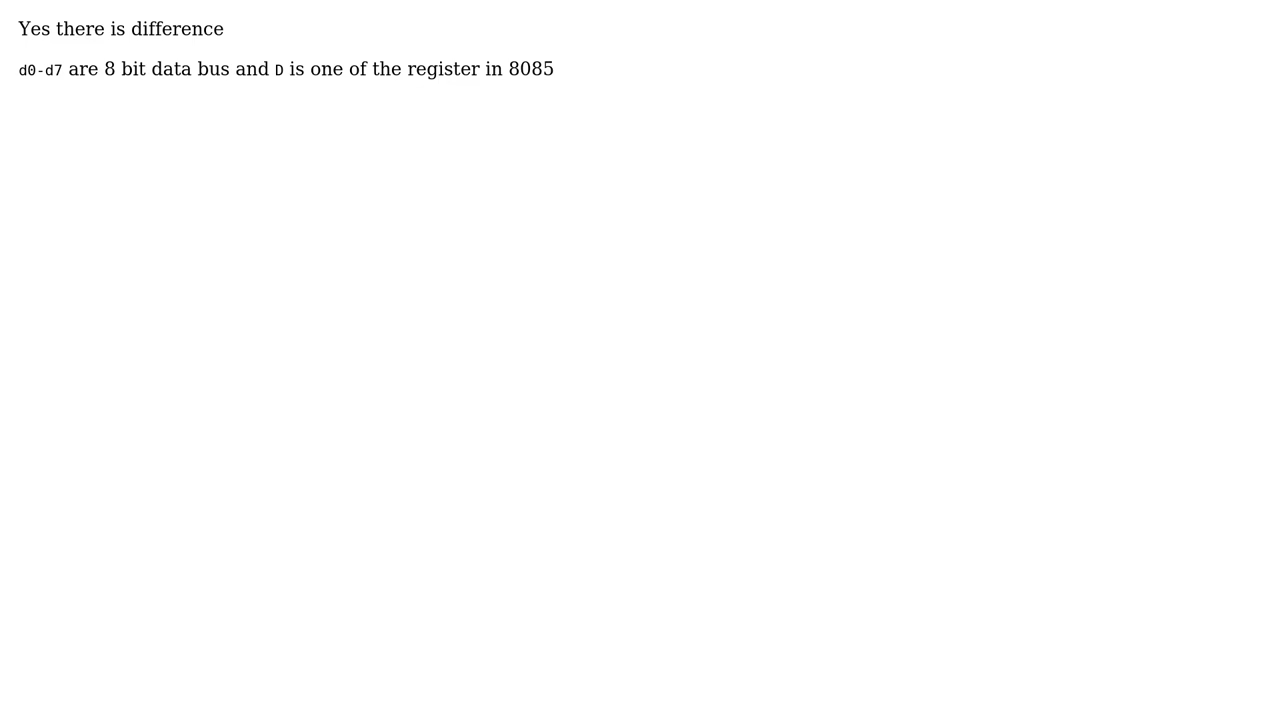 Yes there is difference
d0-d7 are 8 bit data bus and D is one of the register in 8085